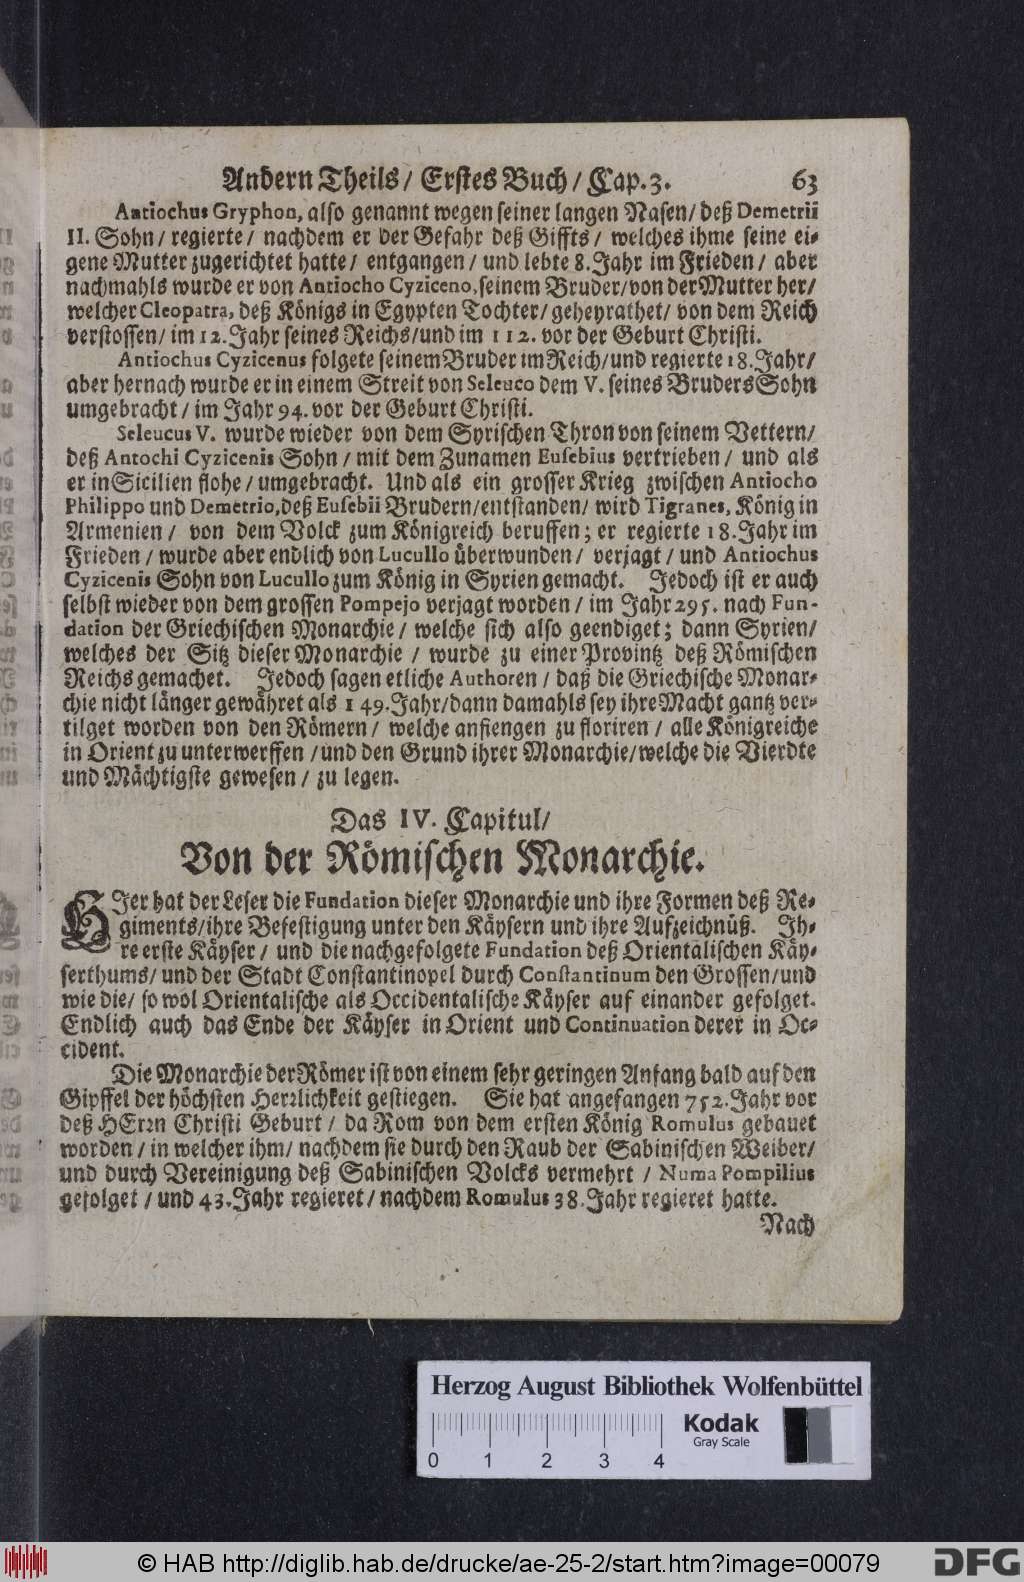 Andern Theils/ Erstes Buch/ Cap. 3. 63
Antiochus Gryphon, also genannt wegen seiner langen Nasen/ deß Demetrii
II. Sohn/ regierte/ nachdem er der Gefahr deß Giffts/ welches ihme seine ei-
gene Mutter zugerichtet hatte/ entgangen/ und lebte 8. Jahr im Frieden/ aber
nachmahls wurde er von Antiocho Cyziceno, seinem Bruder/ von der Mutter her/
welcher Cleopatra, deß Königs in Egypten Tochter/ geheyrathet/ von dem Reich
verstossen/ im 12. Jahr seines Reichs/ und im 112. vor der Geburt Christi.
Antiochus Cyzicenus folgete seinem Bruder im Reich/ und regierte 18. Jahr/
aber hernach wurde er in einem Streit von Seleuco dem V. seines Bruders Sohn
umgebracht/ im Jahr 94. vor der Geburt Christi.
Seleucus V. wurde wieder von dem Syrischen Thron von seinem Vettern/
deß Antochi Cyzicenis Sohn/ mit dem Zunamen Eusebius vertrieben/ und als
er in Sicilien flohe/ umgebracht. Und als ein grosser Krieg zwischen Antiocho
Philippo und Demetrio, deß Eusebii Brudern/ entstanden/ wird Tigranes, König in
Armenien/ von dem Volck zum Königreich beruffen; er regierte 18. Jahr im
Frieden/ wurde aber endlich von Lucullo überwunden/ verjagt/ und Antiochus
Cyzicenis Sohn von Lucullo zum König in Syrien gemacht. Jedoch ist er auch
selbst wieder von dem grossen Pompejo verjagt worden/ im Jahr 295. nach Fun-
dation der Griechischen Monarchie/ welche sich also geendiget; dann Syrien/
welches der Sitz dieser Monarchie/ wurde zu einer Provintz deß Römischen
Reichs gemachet. Jedoch sagen etliche Authoren/ daß die Griechische Monar-
chie nicht länger gewähret als 149. Jahr/ dann damahls sey ihre Macht gantz ver-
tilget worden von den Römern/ welche anfiengen zu floriren/ alle Königreiche
in Orient zu unterwerffen/ und den Grund ihrer Monarchie/ welche die Vierdte
und Mächtigste gewesen/ zu legen.
Das IV. Capitul/
Von der Römischen Monarchie.
HIer hat der Leser die Fundation dieser Monarchie und ihre Formen deß Re-
giments/ ihre Befestigung unter den Käysern und ihre Aufzeichnüß. Ih-
re erste Käyser/ und die nachgefolgete Fundation deß Orientalischen Käy-
serthums/ und der Stadt Constantinopel durch Constantinum den Grossen/ und
wie die/ so wol Orientalische als Occidentalische Käyser auf einander gefolget.
Endlich auch das Ende der Käyser in Orient und Continuation derer in Oc-
cident.
Die Monarchie der Römer ist von einem sehr geringen Anfang bald auf den
Gipffel der höchsten Herrlichkeit gestiegen. Sie hat angefangen 752. Jahr vor
deß HErrn Christi Geburt/ da Rom von dem ersten König Romulus gebauet
worden/ in welcher ihm/ nachdem sie durch den Raub der Sabinischen Weiber/
und durch Vereinigung deß Sabinischen Volcks vermehrt/ Numa Pompilius
gefolget/ und 43. Jahr regieret/ nachdem Romulus 38. Jahr regieret hatte.
Nach
Herzog August Bibliothek Wolfenbüttel
Kodak
Gray Scale
0 1 2 3 4
© HAB http://diglib.hab.de/drucke/ae-25-2/start.htm?image=00079
DFG